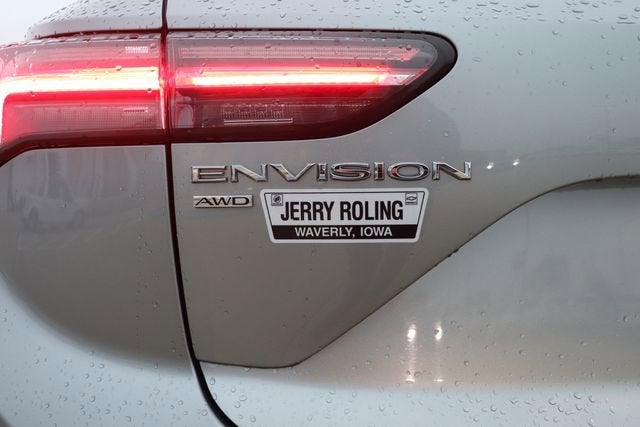 ENVISION
AWD
JERRY ROLING
WAVERLY, IOWA